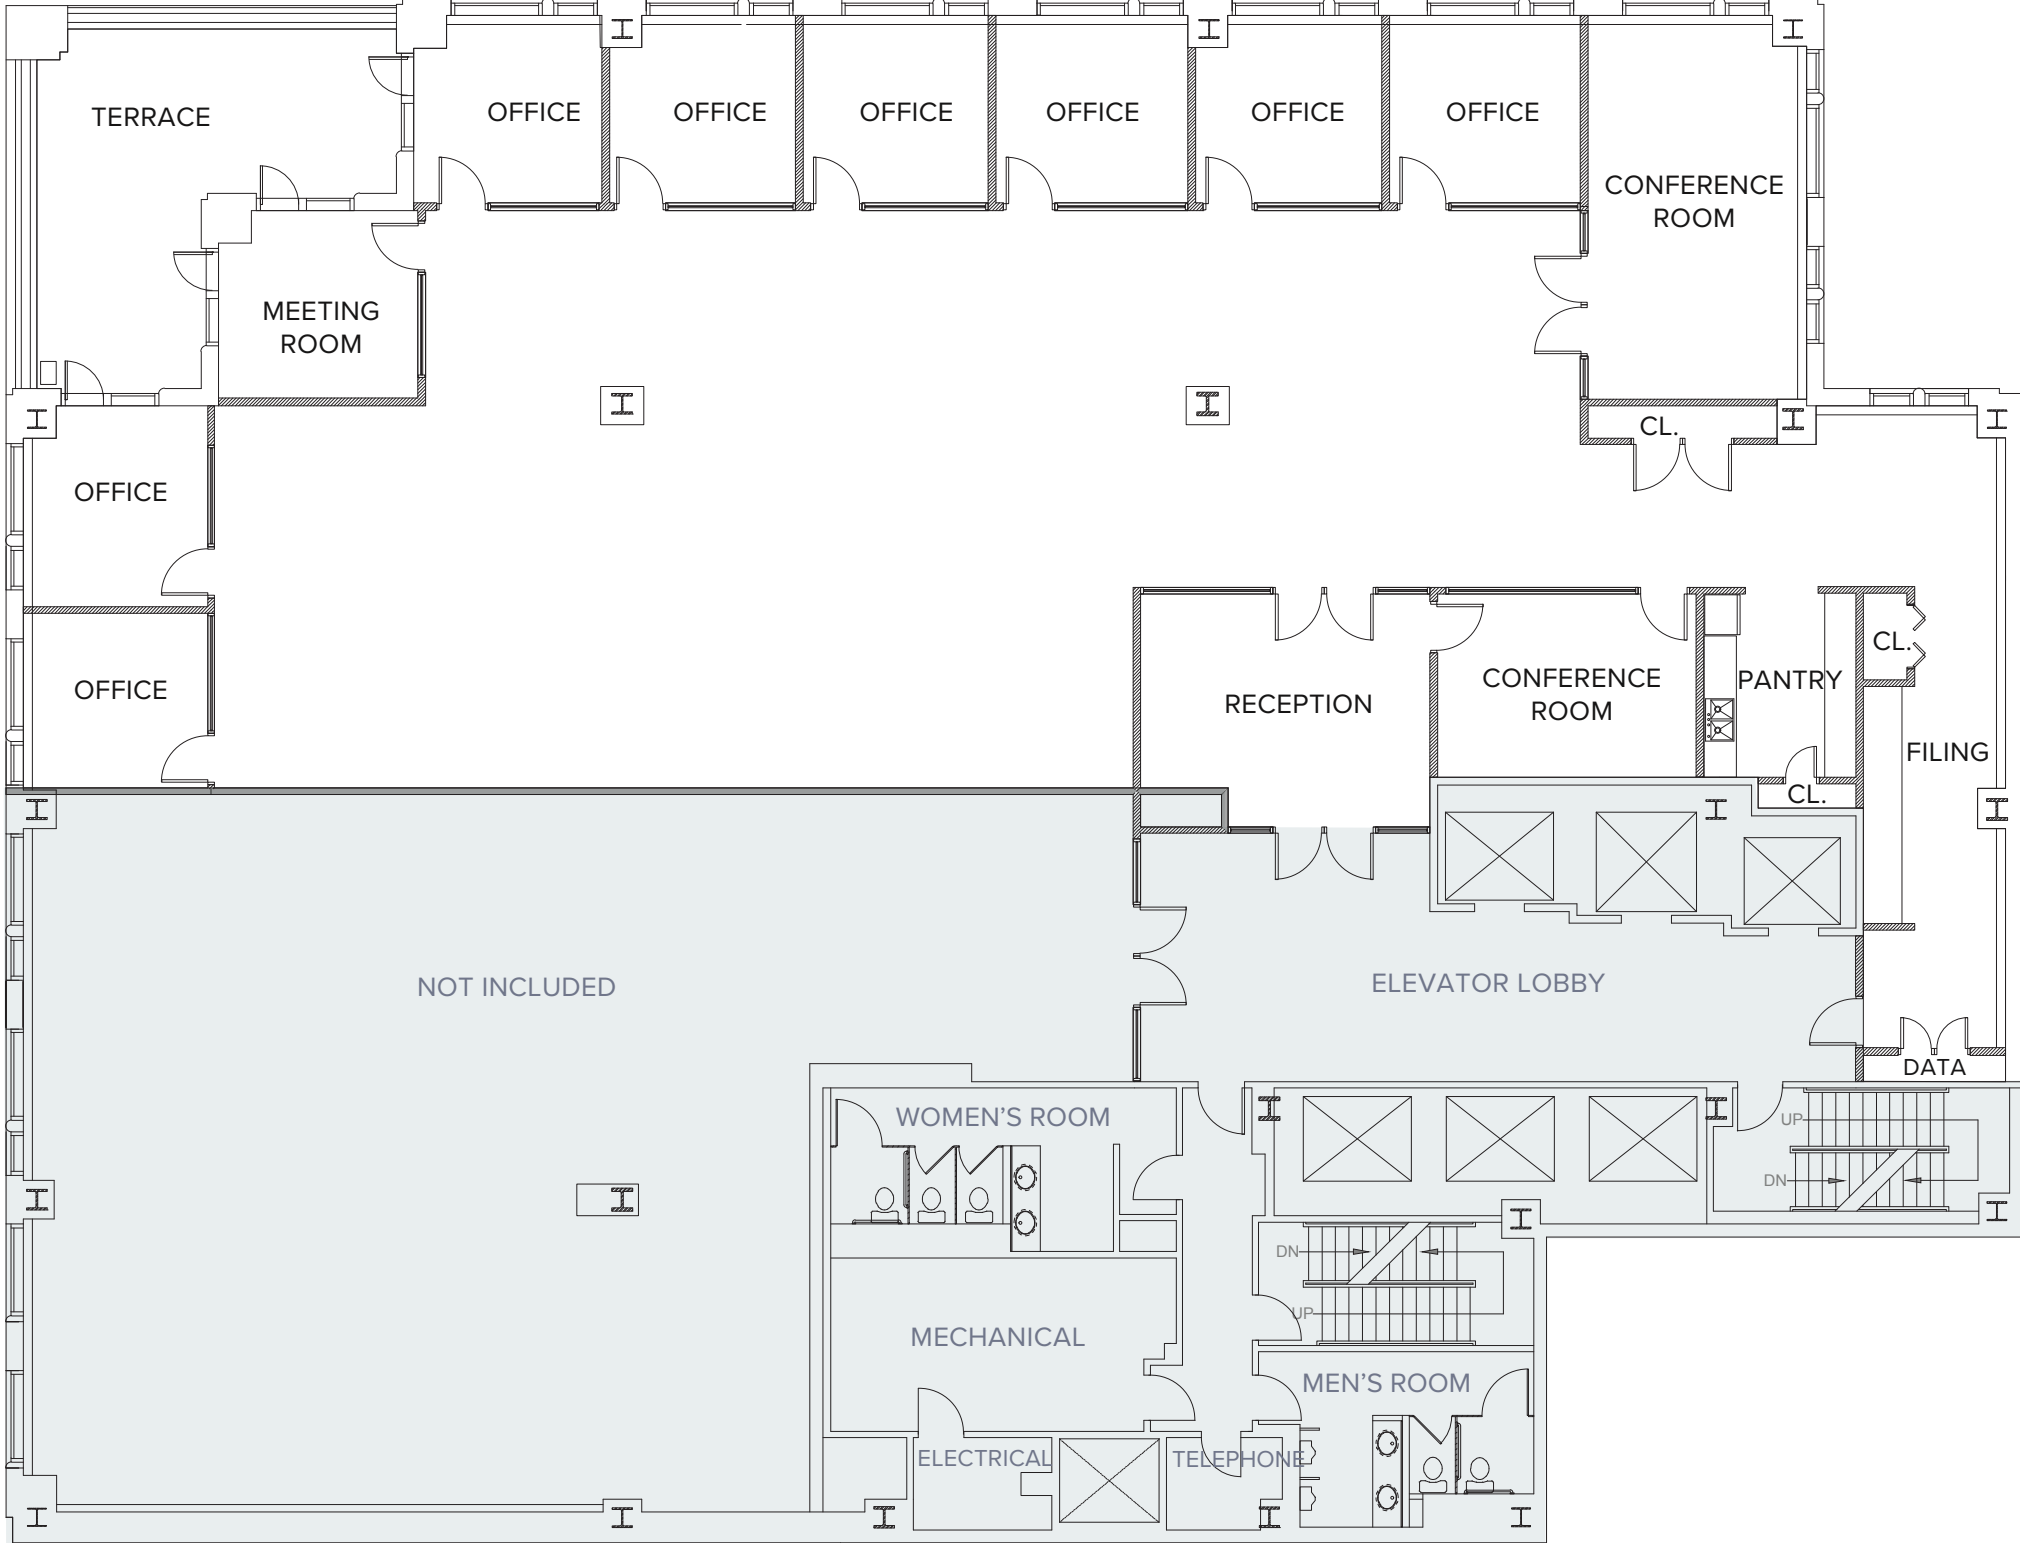 TERRACE
OFFICE
OFFICE
OFFICE
OFFICE
OFFICE
OFFICE
CONFERENCE
ROOM
MEETING
ROOM
CL.
OFFICE
OFFICE
RECEPTION
CONFERENCE
ROOM
PANTRY
CL.
FILING
CL.
NOT INCLUDED
ELEVATOR LOBBY
DATA
WOMEN'S ROOM
UP
DN
DN
UP
MECHANICAL
MEN'S ROOM
ELECTRICAL
TELEPHONE